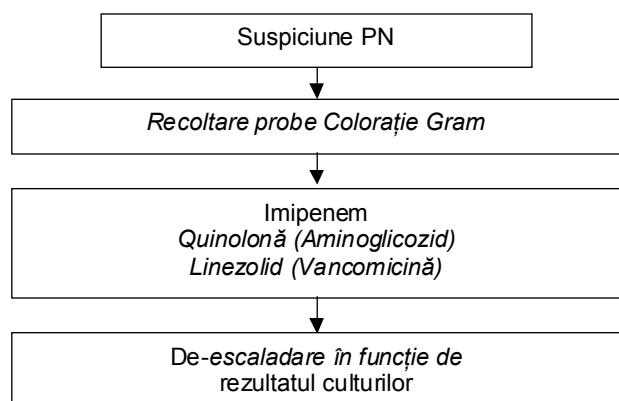 Suspiciune PN
Recoltare probe Colorație Gram
Imipenem
Quinolonă (Aminoglicozid)
Linezolid (Vancomicină)
De-escaladare în funcție de
rezultatul culturilor